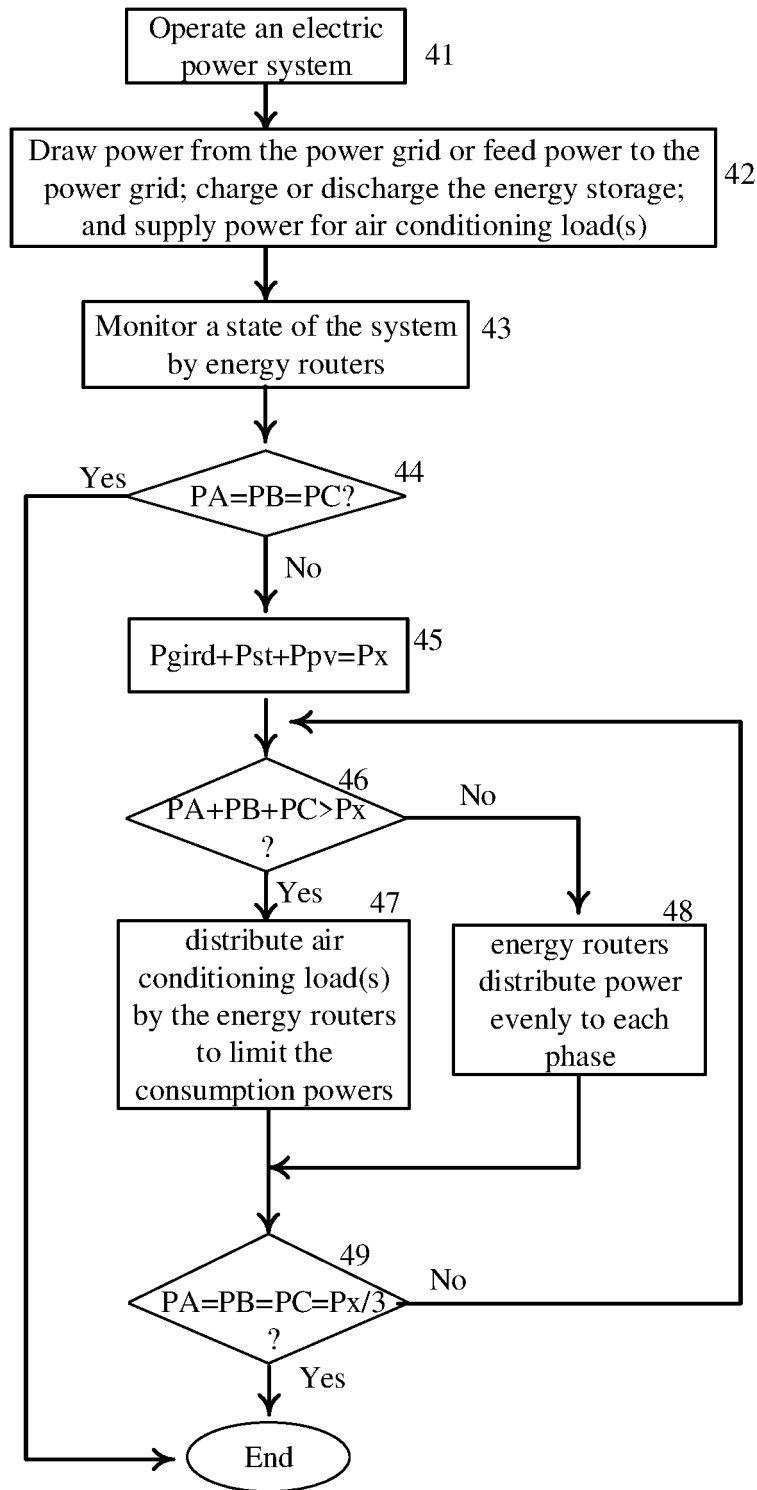 Operate an electric
power system
41
Draw power from the power grid or feed power to the
power grid; charge or discharge the energy storage;
and supply power for air conditioning load(s)
42
Monitor a state of the system
by energy routers
43
Yes
44
PA=PB=PC?
No
Pgird+Pst+Ppv=Px
45
46
PA+PB+PC>Px
?
No
Yes
47
distribute air
conditioning load(s)
by the energy routers
to limit the
consumption powers
48
energy routers
distribute power
evenly to each
phase
49
PA=PB=PC=Px/3
?
No
Yes
End